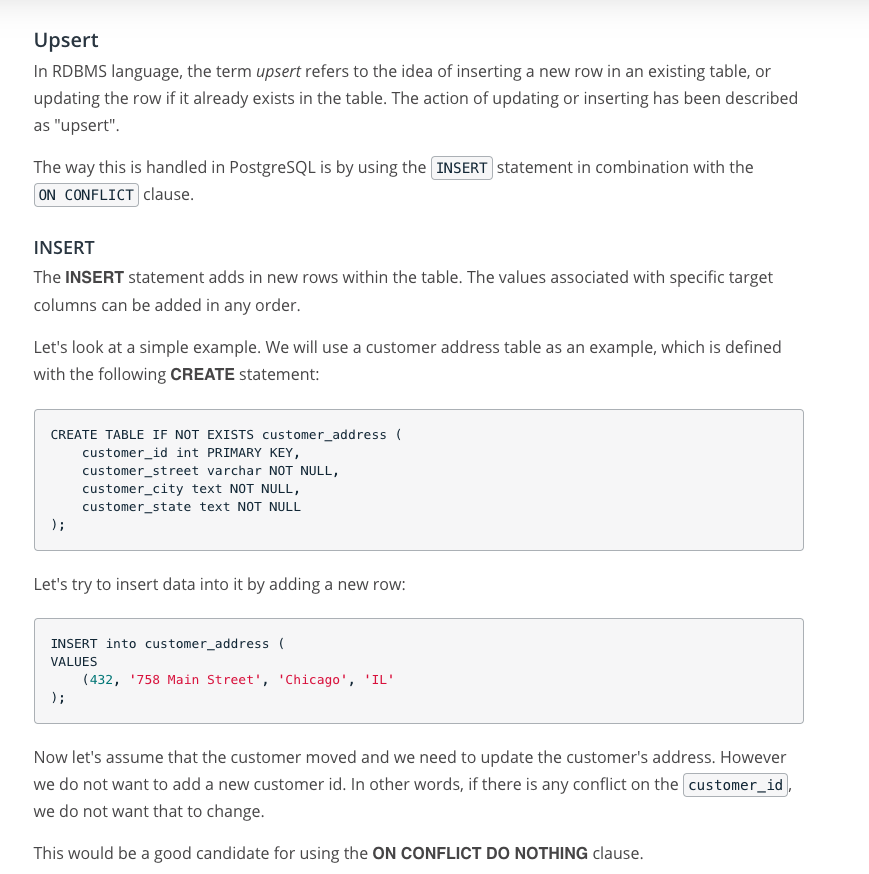 Upsert
In RDBMS language, the term upsert refers to the idea of inserting a new row in an existing table, or
updating the row if it already exists in the table. The action of updating or inserting has been described
as "upsert".
The way this is handled in PostgreSQL is by using the INSERT statement in combination with the
ON CONFLICT clause.
INSERT
The INSERT statement adds in new rows within the table. The values associated with specific target
columns can be added in any order.
Let's look at a simple example. We will use a customer address table as an example, which is defined
with the following CREATE statement:
CREATE TABLE IF NOT EXISTS customer_address (
    customer_id int PRIMARY KEY,
    customer_street varchar NOT NULL,
    customer_city text NOT NULL,
    customer_state text NOT NULL
);
Let's try to insert data into it by adding a new row:
INSERT into customer_address (
VALUES
    (432, '758 Main Street', 'Chicago', 'IL'
);
Now let's assume that the customer moved and we need to update the customer's address. However
we do not want to add a new customer id. In other words, if there is any conflict on the customer_id,
we do not want that to change.
This would be a good candidate for using the ON CONFLICT DO NOTHING clause.